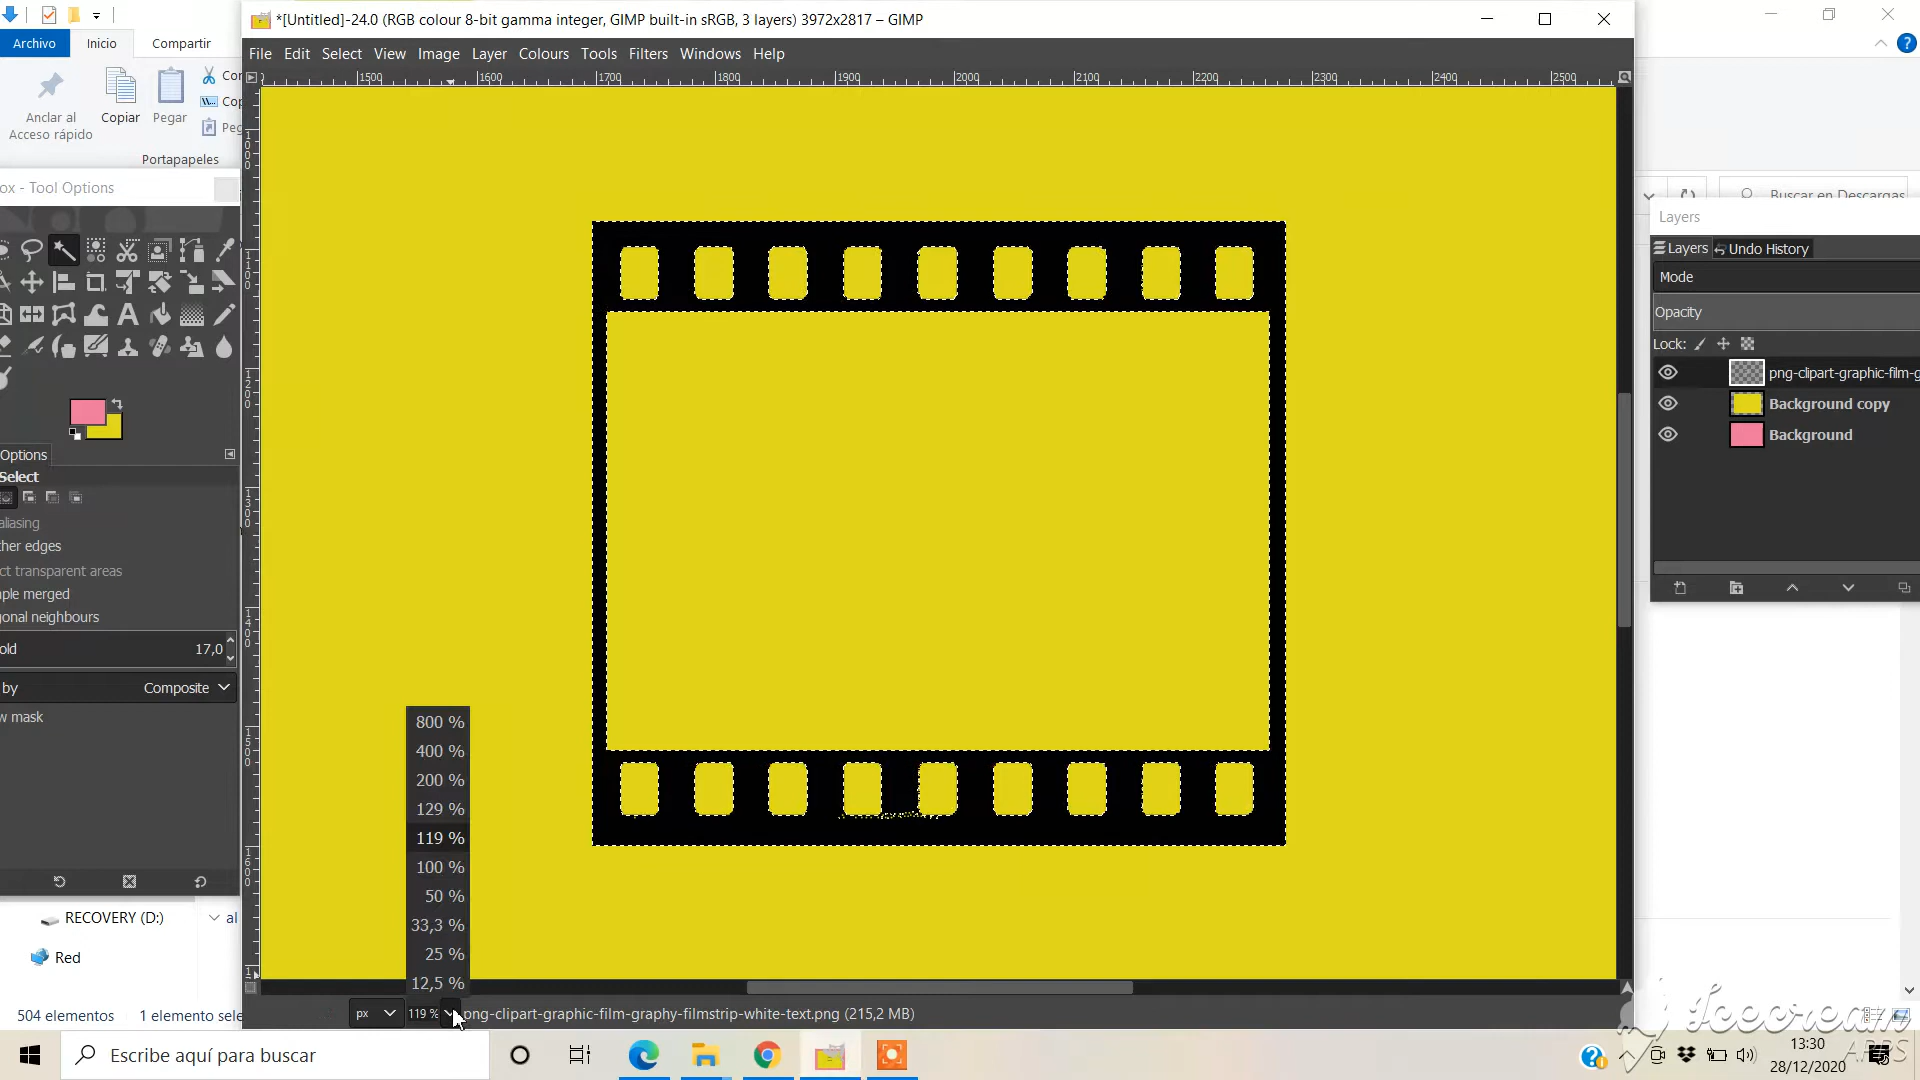 *[Untitled]-24.0 (RGB colour 8-bit gamma integer, GIMP built-in sRGB, 3 layers) 3972x2817 – GIMP
Archivo Inicio Compartir
File Edit Select View Image Layer Colours Tools Filters Windows Help
1500 1600 1700 1800 1900 2000 2100 2200 2300 2400 2500
Anclar al
Acceso rápido
Copiar
Pegar
Portapapeles
ox - Tool Options
Buscar en Descargas
Layers
Layers Undo History
Mode
Opacity
Lock:
png-clipart-graphic-film-g
Background copy
Background
Options
Select
aliasing
her edges
ct transparent areas
ple merged
gonal neighbours
old 17,0
by Composite
w mask
800 %
400 %
200 %
129 %
119 %
100 %
50 %
33,3 %
25 %
12,5 %
RECOVERY (D:)
al
Red
504 elementos 1 elemento sele
px 119 % png-clipart-graphic-film-graphy-filmstrip-white-text.png (215,2 MB)
Icecream
APPS
Escribe aquí para buscar
13:30
28/12/2020